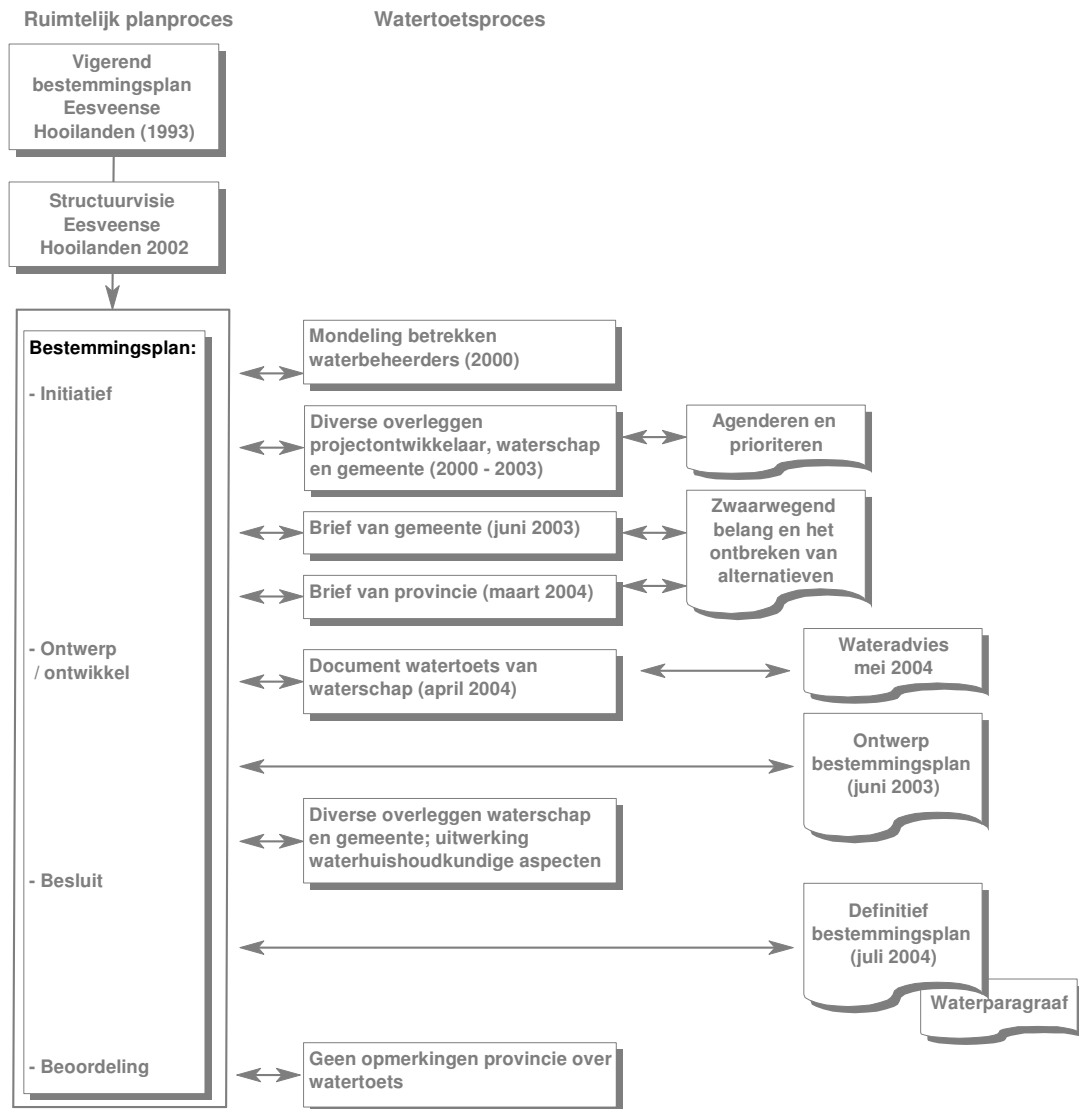 Ruimtelijk planproces
Watertoetsproces
Vigerend
bestemmingsplan
Eesveense
Hooilanden (1993)
Structuurvisie
Eesveense
Hooilanden 2002
Bestemmingsplan:
- Initiatief
- Ontwerp
/ ontwikkel
- Besluit
- Beoordeling
Mondeling betrekken
waterbeheerders (2000)
Diverse overleggen
projectontwikkelaar, waterschap
en gemeente (2000 - 2003)
Agenderen en
prioriteren
Brief van gemeente (juni 2003)
Zwaarwegend
belang en het
ontbreken van
alternatieven
Brief van provincie (maart 2004)
Document watertoets van
waterschap (april 2004)
Wateradvies
mei 2004
Ontwerp
bestemmingsplan
(juni 2003)
Diverse overleggen waterschap
en gemeente; uitwerking
waterhuishoudkundige aspecten
Definitief
bestemmingsplan
(juli 2004)
Waterparagraaf
Geen opmerkingen provincie over
watertoets